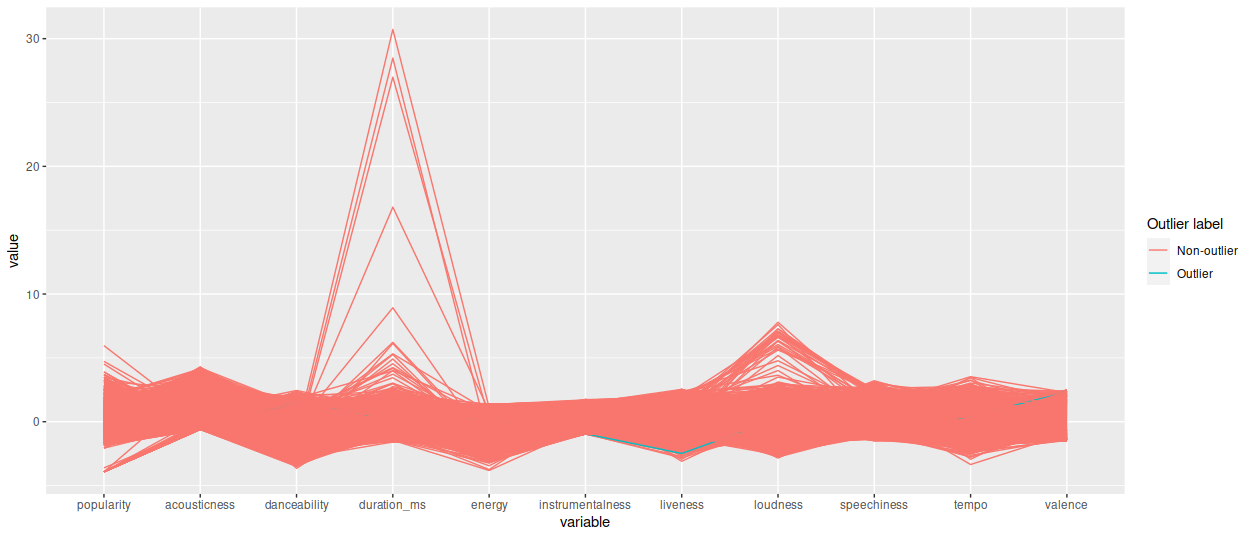 30
20
10
0
value
popularity acousticness danceability duration_ms energy instrumentalness liveness loudness speechiness tempo valence
variable
Outlier label
Non-outlier
Outlier